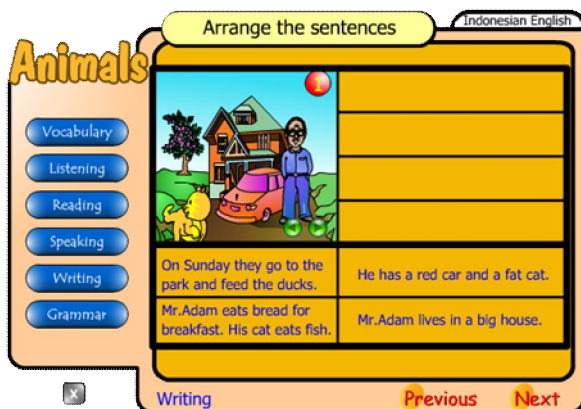 Arrange the sentences
Indonesian English
Animals
1
Vocabulary
Listening
Reading
Speaking
Writing
Grammar
On Sunday they go to the
park and feed the ducks.
He has a red car and a fat cat.
Mr.Adam eats bread for
breakfast. His cat eats fish.
Mr.Adam lives in a big house.
X
Writing
Previous
Next